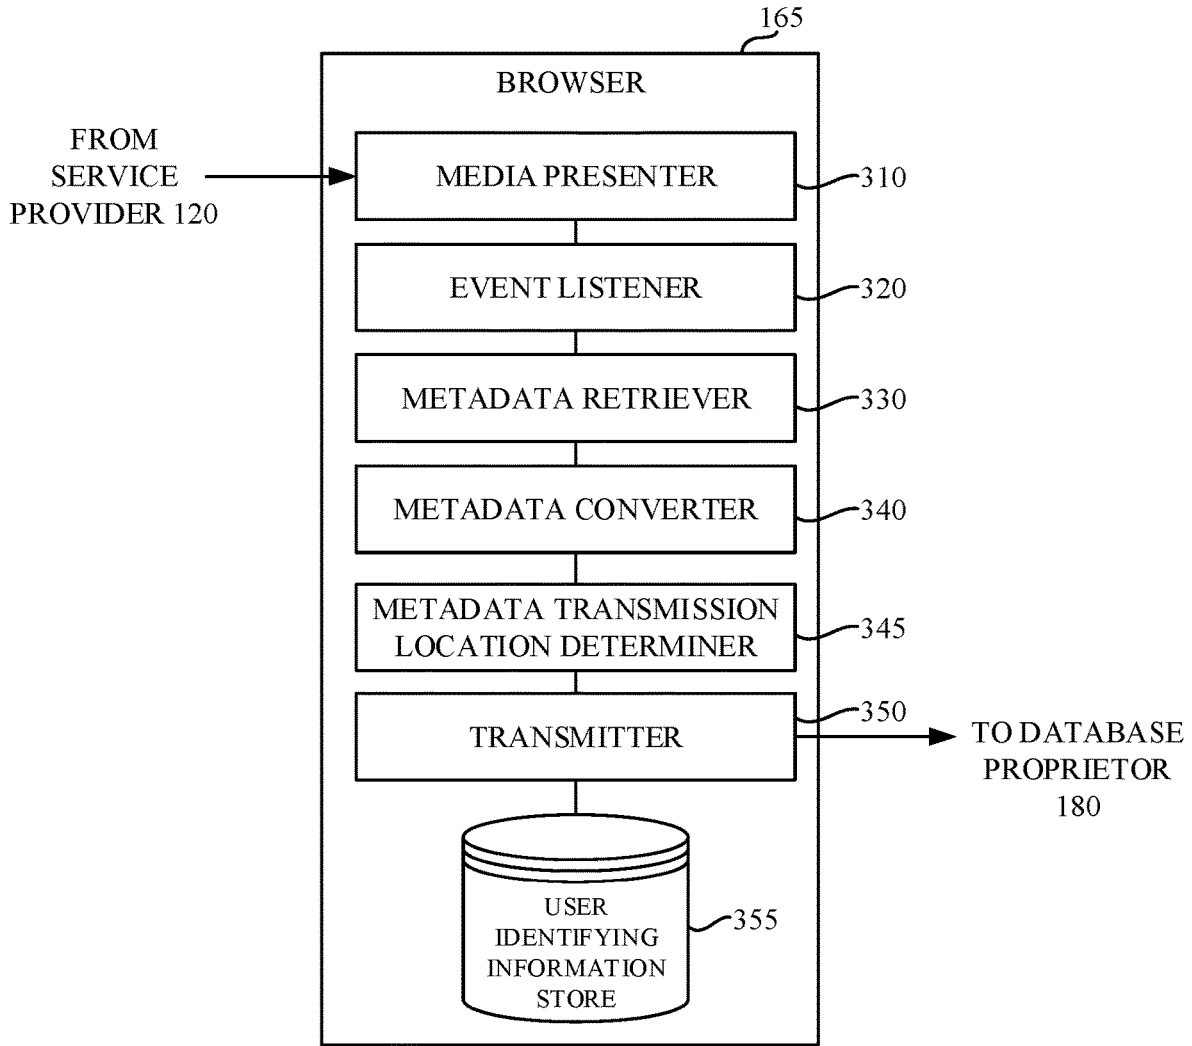 165
BROWSER
FROM
SERVICE
PROVIDER 120
MEDIA PRESENTER
310
EVENT LISTENER
320
METADATA RETRIEVER
330
METADATA CONVERTER
340
METADATA TRANSMISSION
LOCATION DETERMINER
345
TRANSMITTER
350
TO DATABASE
PROPRIETOR
180
USER
IDENTIFYING
INFORMATION
STORE
355